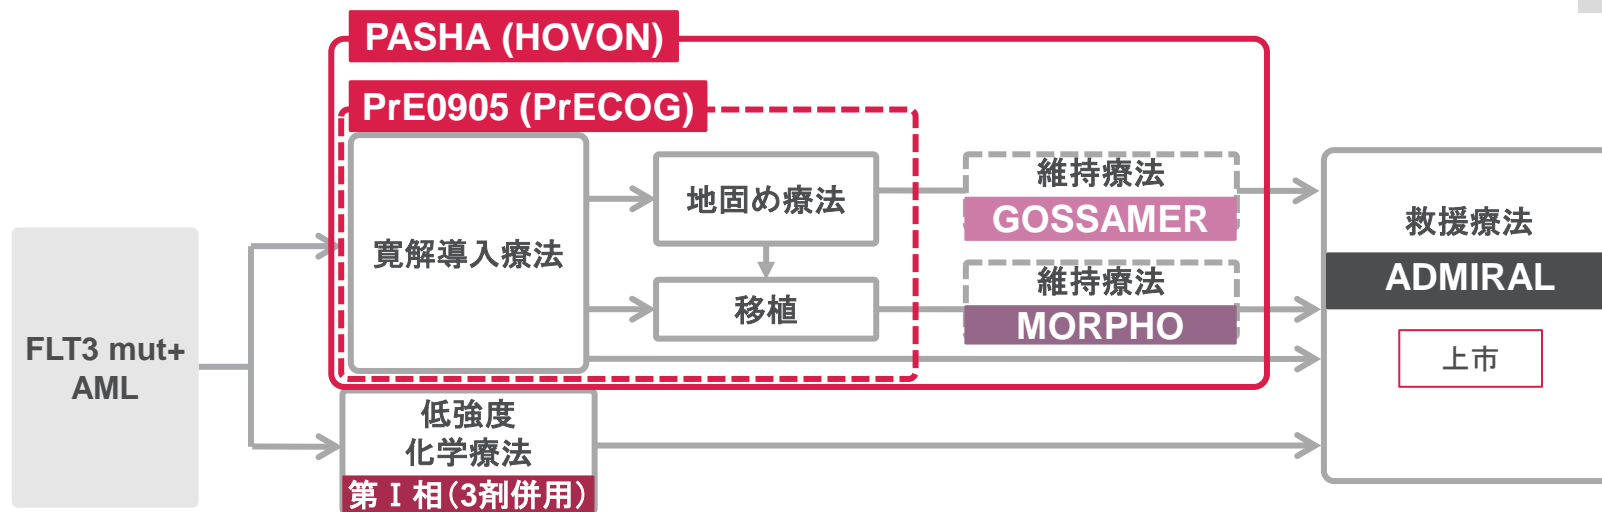 PASHA (HOVON)
PrE0905 (PrECOG)
FLT3 mut+
AML
寛解導入療法
地固め療法
移植
維持療法
GOSSAMER
維持療法
MORPHO
低強度
化学療法
第Ⅰ相(3剤併用)
救援療法
ADMIRAL
上市